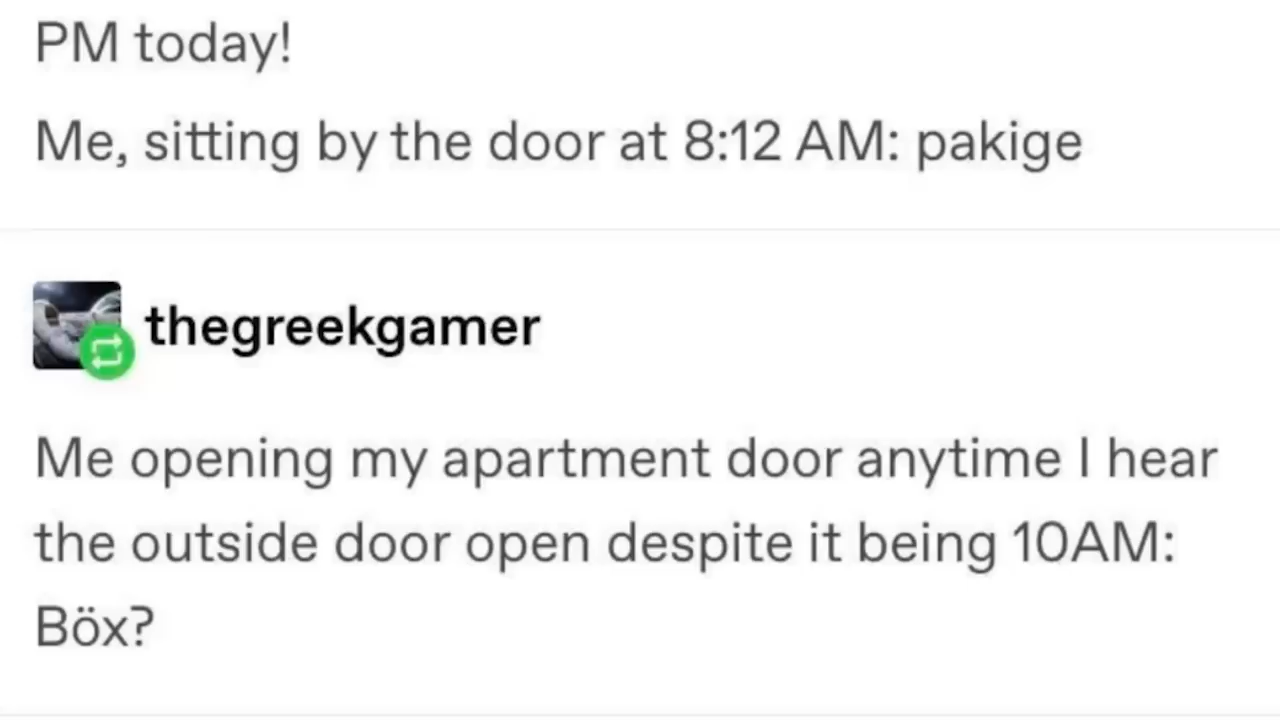 PM today!
Me, sitting by the door at 8:12 AM: pakige
thegreekgamer
Me opening my apartment door anytime I hear
the outside door open despite it being 10AM:
Böx?